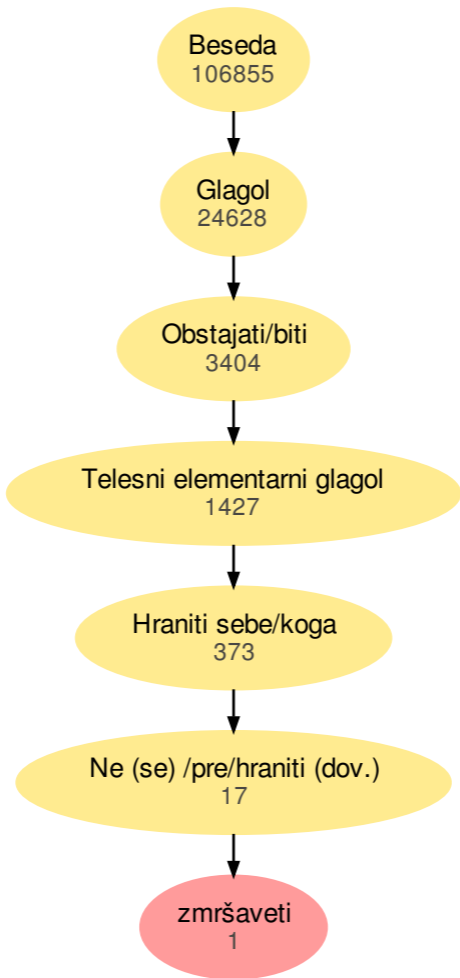 Beseda
106855
Glagol
24628
Obstajati/biti
3404
Telesni elementarni glagol
1427
Hraniti sebe/koga
373
Ne (se) /pre/hraniti (dov.)
17
zmršaveti
1